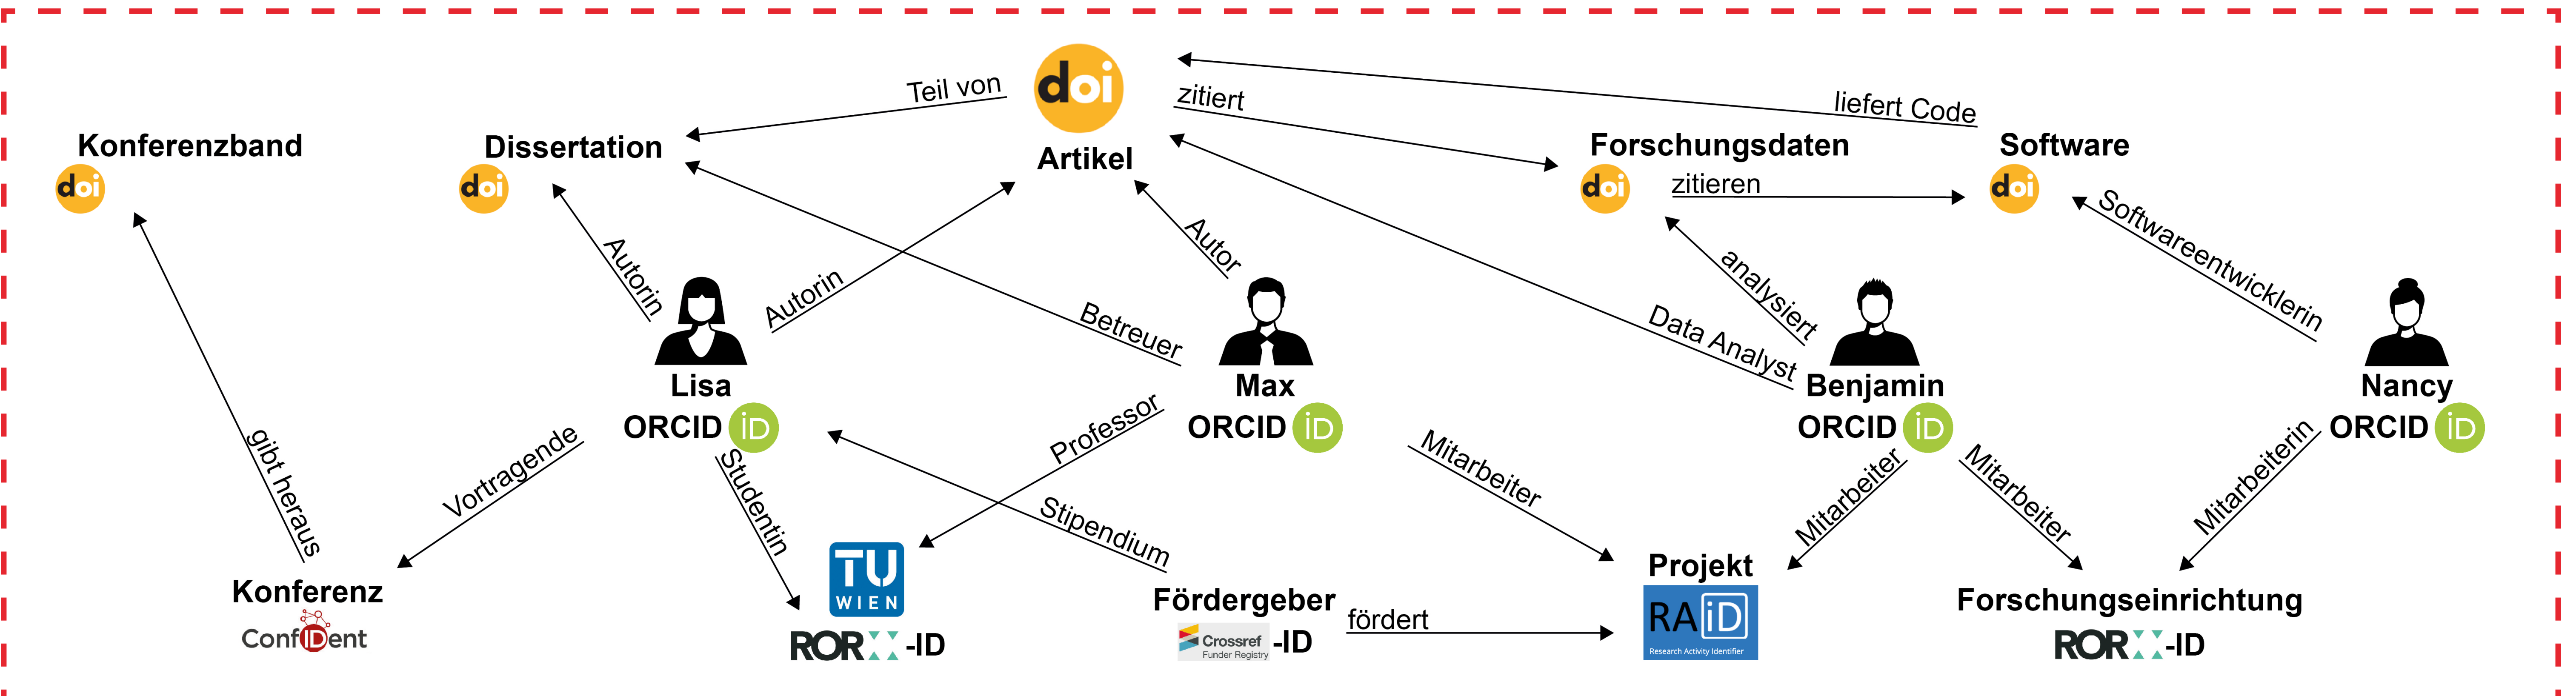 doi
Artikel
Teil von
zitiert
liefert Code
Konferenzband
doi
Dissertation
doi
Forschungsdaten
doi
zitieren
Software
doi
Autorin
Autorin
Autor
Betreuer
Data Analyst
analysiert
Softwareentwicklerin
Lisa
ORCID iD
Max
ORCID iD
Benjamin
ORCID iD
Nancy
ORCID iD
gibt heraus
Vortragende
Studentin
Professor
Stipendium
Mitarbeiter
Mitarbeiter
Mitarbeiter
Mitarbeiterin
Konferenz
ConfIDent
TU
WIEN
ROR -ID
Fördergeber
Crossref
Funder Registry
-ID
fördert
Projekt
RAiD
Research Activity Identifier
Forschungseinrichtung
ROR -ID